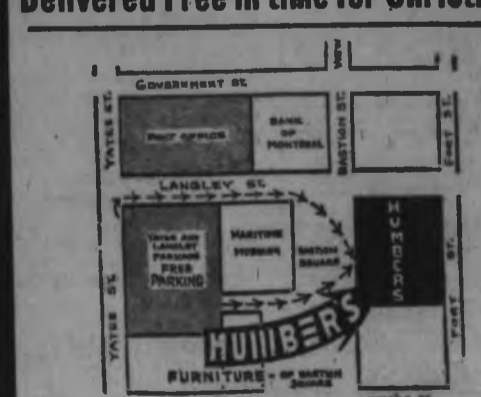 Delivered Free in time for Christ
GOVERNMENT ST.
YATES ST.
POST OFFICE
BANK
OF
MONTREAL
BASTION ST.
FORT ST.
LANGLEY ST.
YATES AND
LANGLEY
PARKING
FREE
PARKING
MARITIME
MUSEUM
BASTION
SQUARE
HUMBERS
FORT ST.
YATES ST.
HUMBERS
FURNITURE - OF BASTION
SQUARE